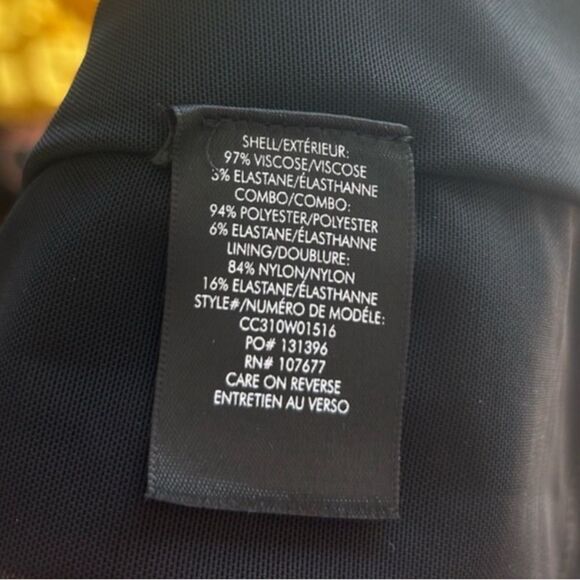 SHELL/EXTÉRIEUR:
97% VISCOSE/VISCOSE
3% ELASTANE/ÉLASTHANNE
COMBO/COMBO:
94% POLYESTER/POLYESTER
6% ELASTANE/ÉLASTHANNE
LINING/DOUBLURE:
84% NYLON/NYLON
16% ELASTANE/ÉLASTHANNE
STYLE#/NUMÉRO DE MODÉLE:
CC310W01516
PO# 131396
RN# 107677
CARE ON REVERSE
ENTRETIEN AU VERSO